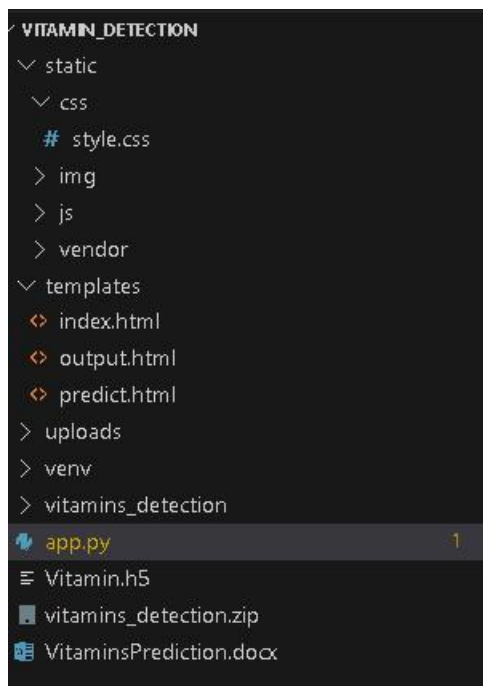 VITAMIN_DETECTION
static
css
# style.css
img
js
vendor
templates
<> index.html
<> output.html
<> predict.html
uploads
venv
vitamins_detection
app.py 1
Vitamin.h5
vitamins_detection.zip
VitaminsPrediction.docx